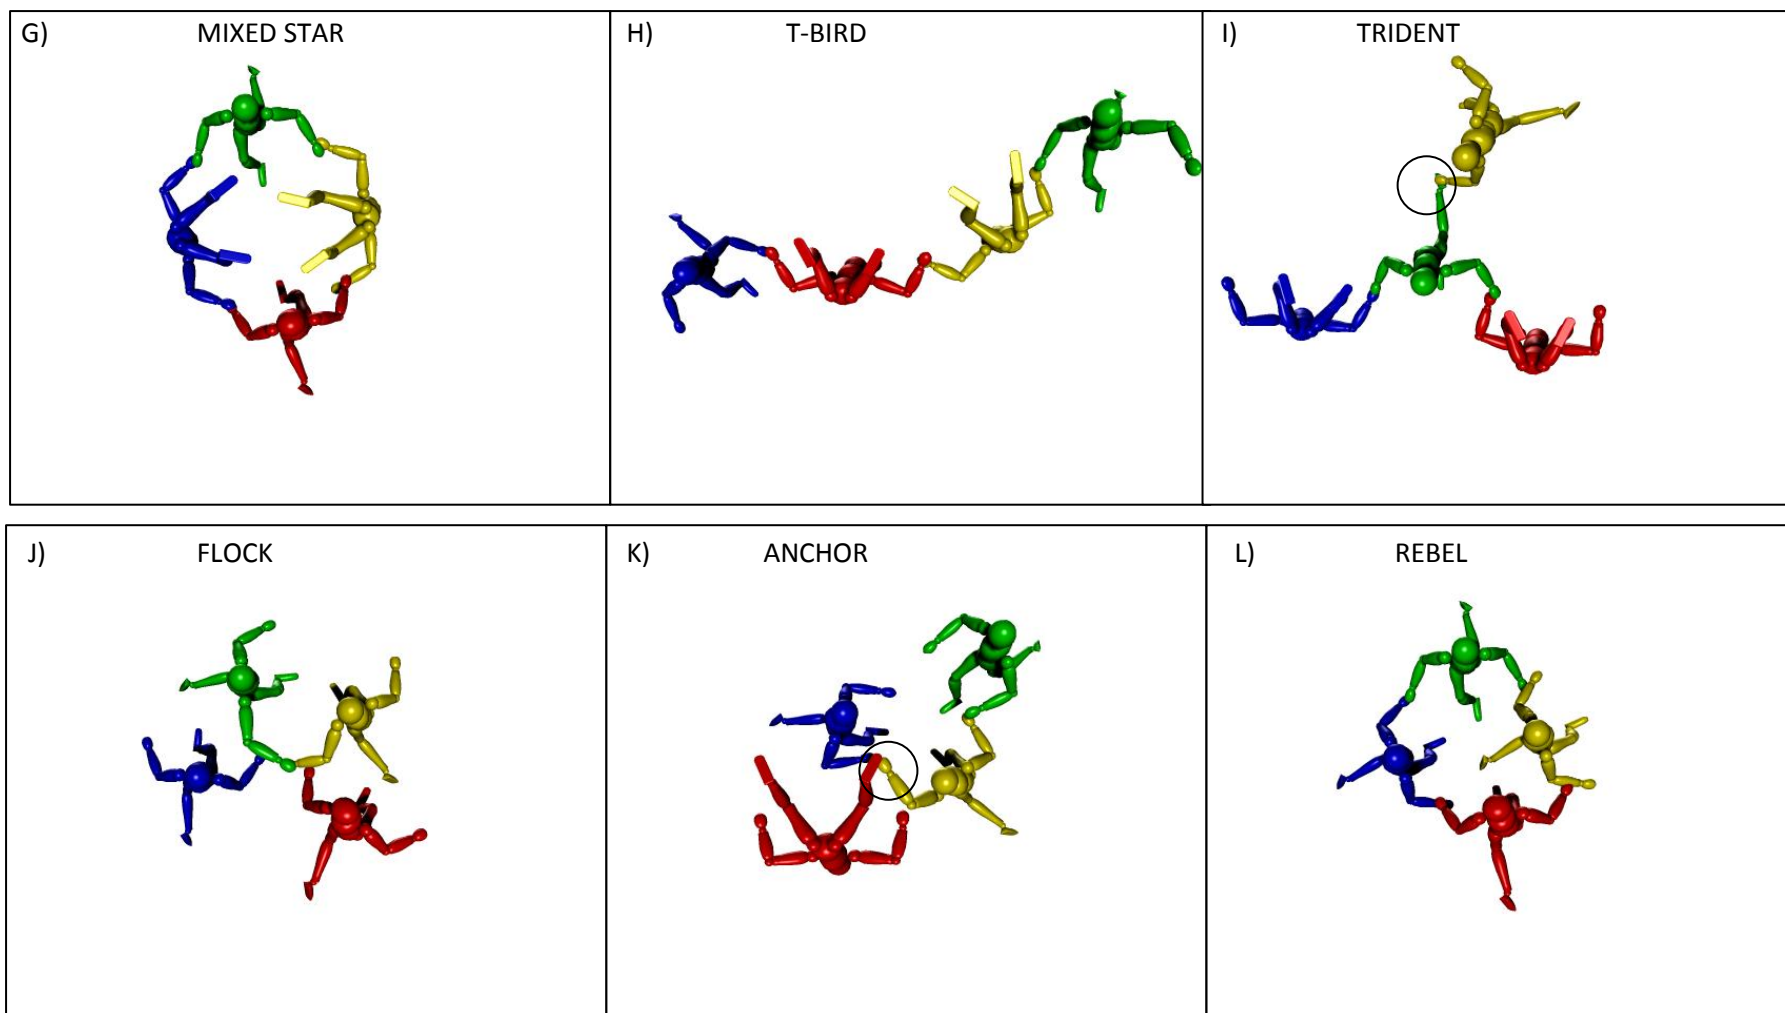 G) MIXED STAR
H) T-BIRD
I) TRIDENT
J) FLOCK
K) ANCHOR
L) REBEL